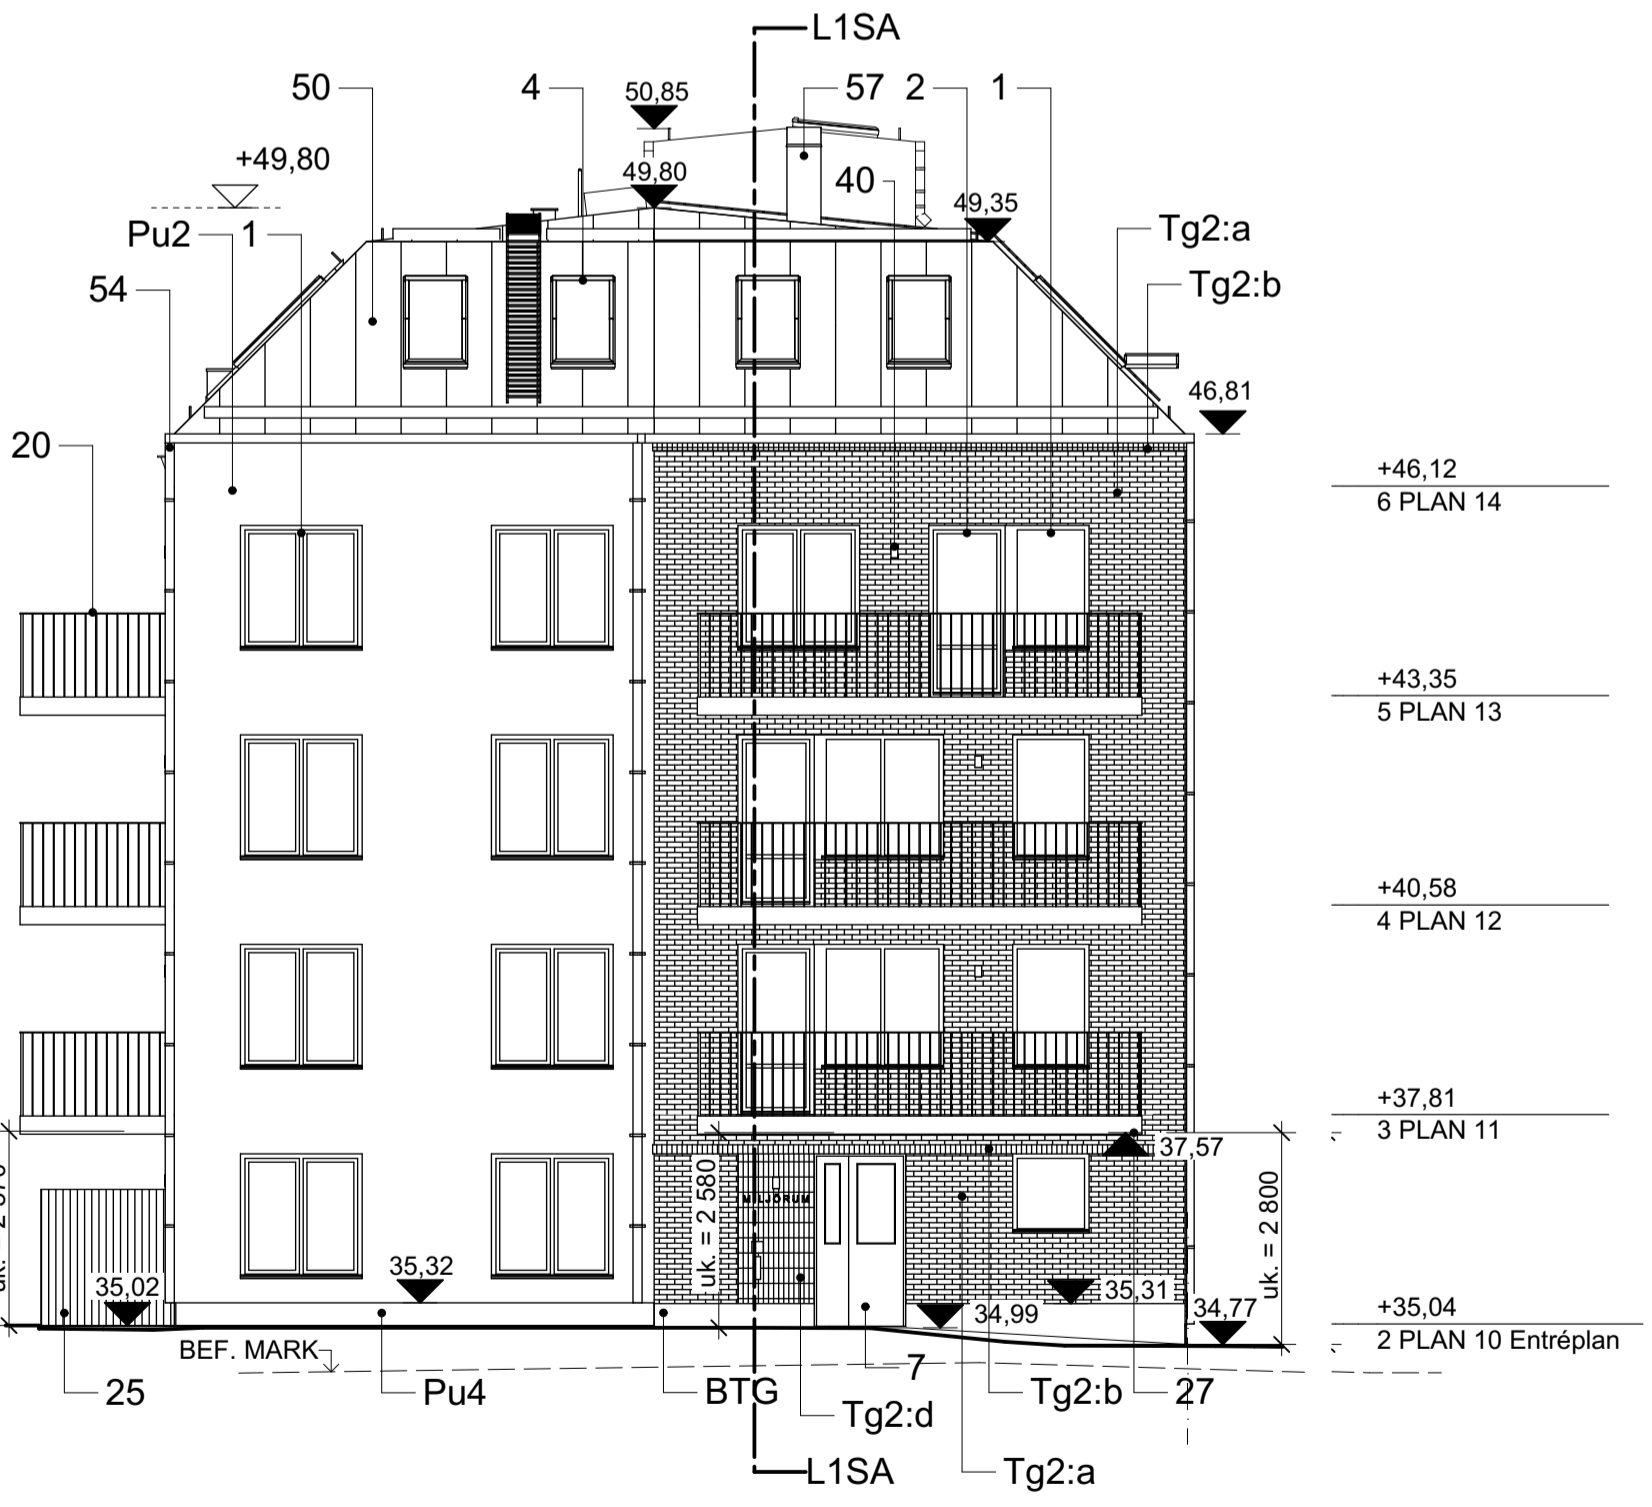 L1SA
50
4
50,85
57
2
1
+49,80
49,80
40
49,35
Pu2
1
Tg2:a
54
Tg2:b
46,81
20
+46,12
6 PLAN 14
+43,35
5 PLAN 13
+40,58
4 PLAN 12
+37,81
3 PLAN 11
37,57
uk. = 2 580
MILJÖRUM
uk. = 2 800
35,02
35,32
34,99
35,31
34,77
+35,04
2 PLAN 10 Entréplan
BEF. MARK
25
Pu4
BTG
7
Tg2:b
27
Tg2:d
L1SA
Tg2:a